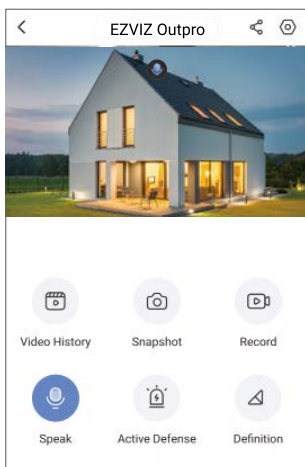 EZVIZ Outpro
Video History
Snapshot
Record
Speak
Active Defense
Definition